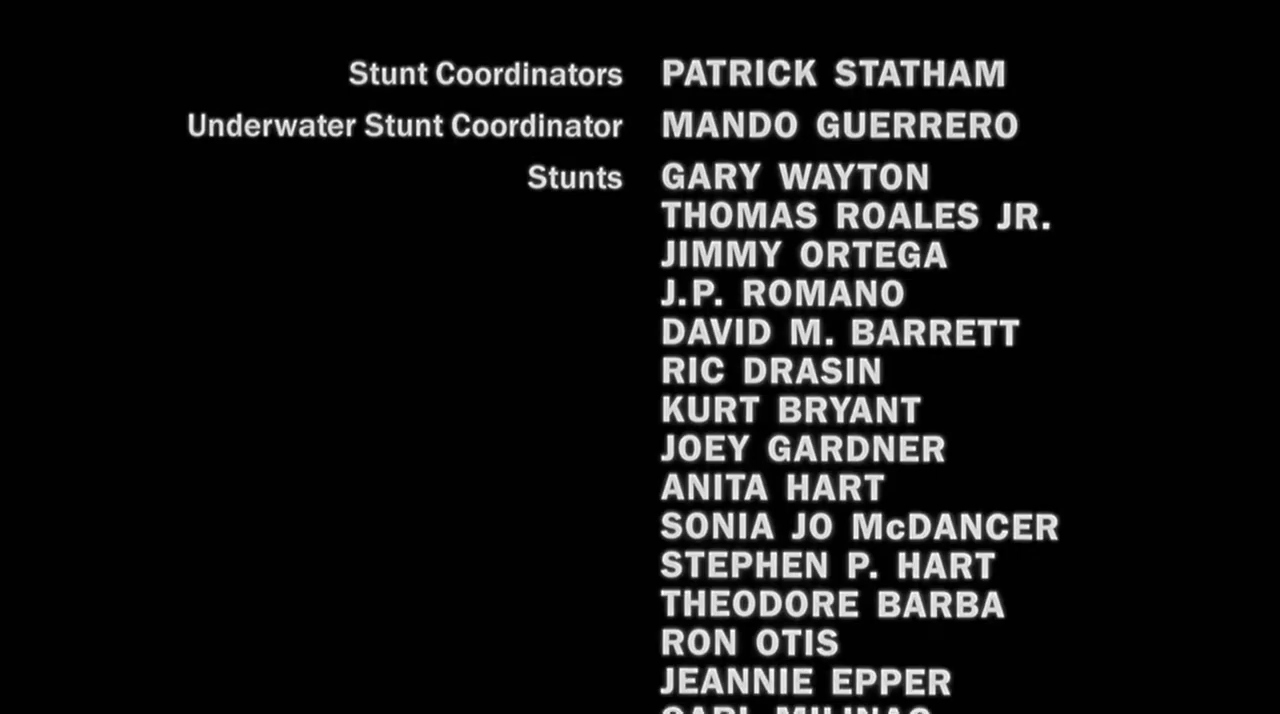 Stunt Coordinators PATRICK STATHAM
Underwater Stunt Coordinator MANDO GUERRERO
Stunts GARY WAYTON
THOMAS ROALES JR.
JIMMY ORTEGA
J.P. ROMANO
DAVID M. BARRETT
RIC DRASIN
KURT BRYANT
JOEY GARDNER
ANITA HART
SONIA JO McDANCER
STEPHEN P. HART
THEODORE BARBA
RON OTIS
JEANNIE EPPER